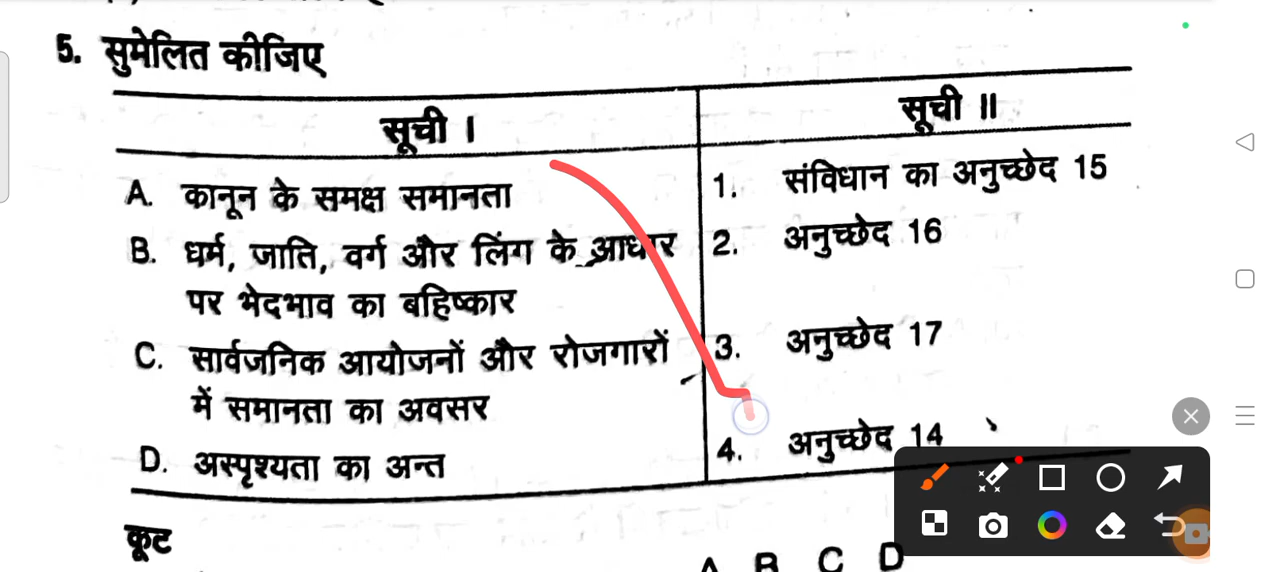 5. सुमेलित कीजिए
सूची I
सूची II
A. कानून के समक्ष समानता
1. संविधान का अनुच्छेद 15
B. धर्म, जाति, वर्ग और लिंग के आधार
पर भेदभाव का बहिष्कार
2. अनुच्छेद 16
C. सार्वजनिक आयोजनों और रोजगारों
में समानता का अवसर
3. अनुच्छेद 17
D. अस्पृश्यता का अन्त
4. अनुच्छेद 14
कूट
A B C D